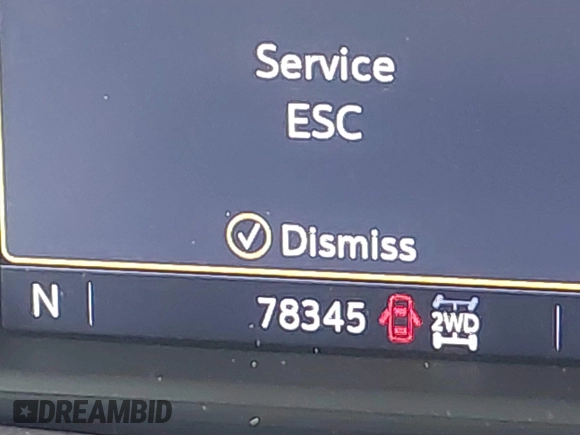 Service
ESC
Dismiss
N 78345 2WD
DREAMBID